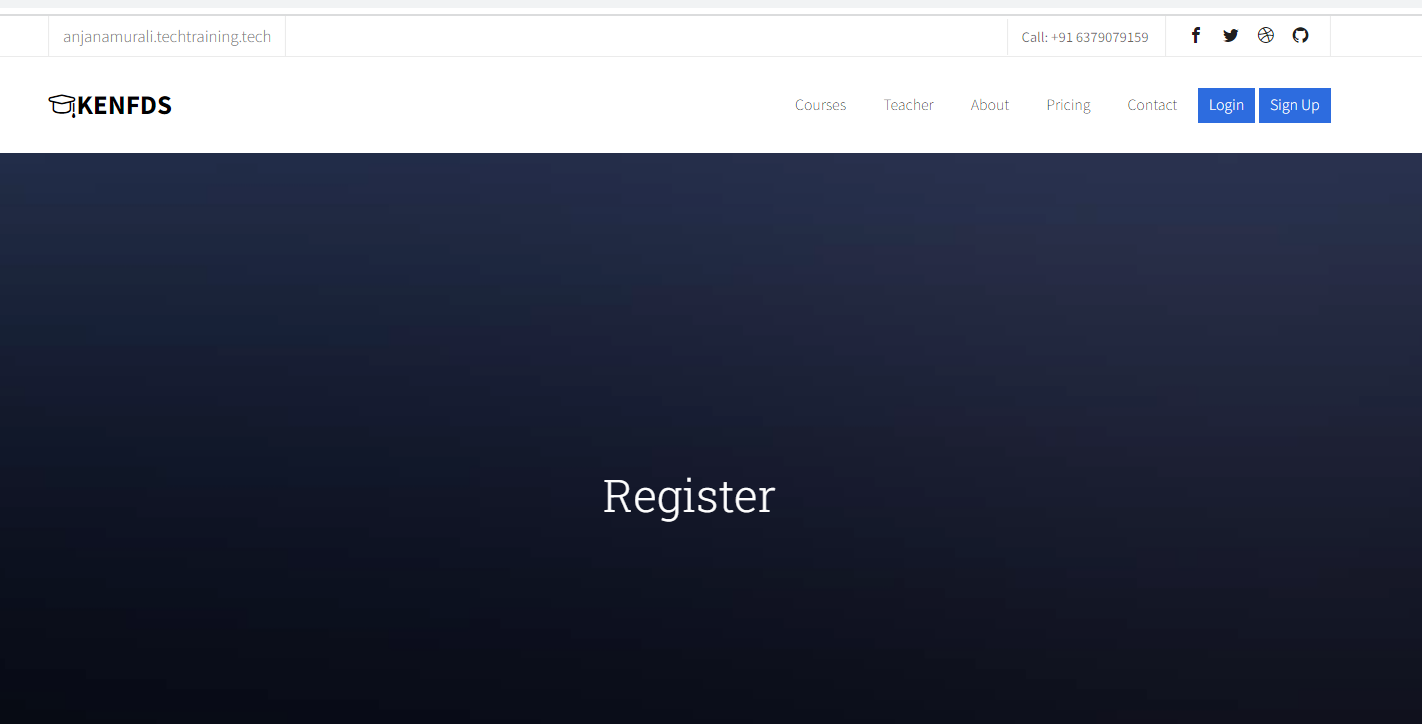 anjanamurali.techtraining.tech
Call: +91 6379079159
KENFDS
Courses Teacher About Pricing Contact Login Sign Up
Register